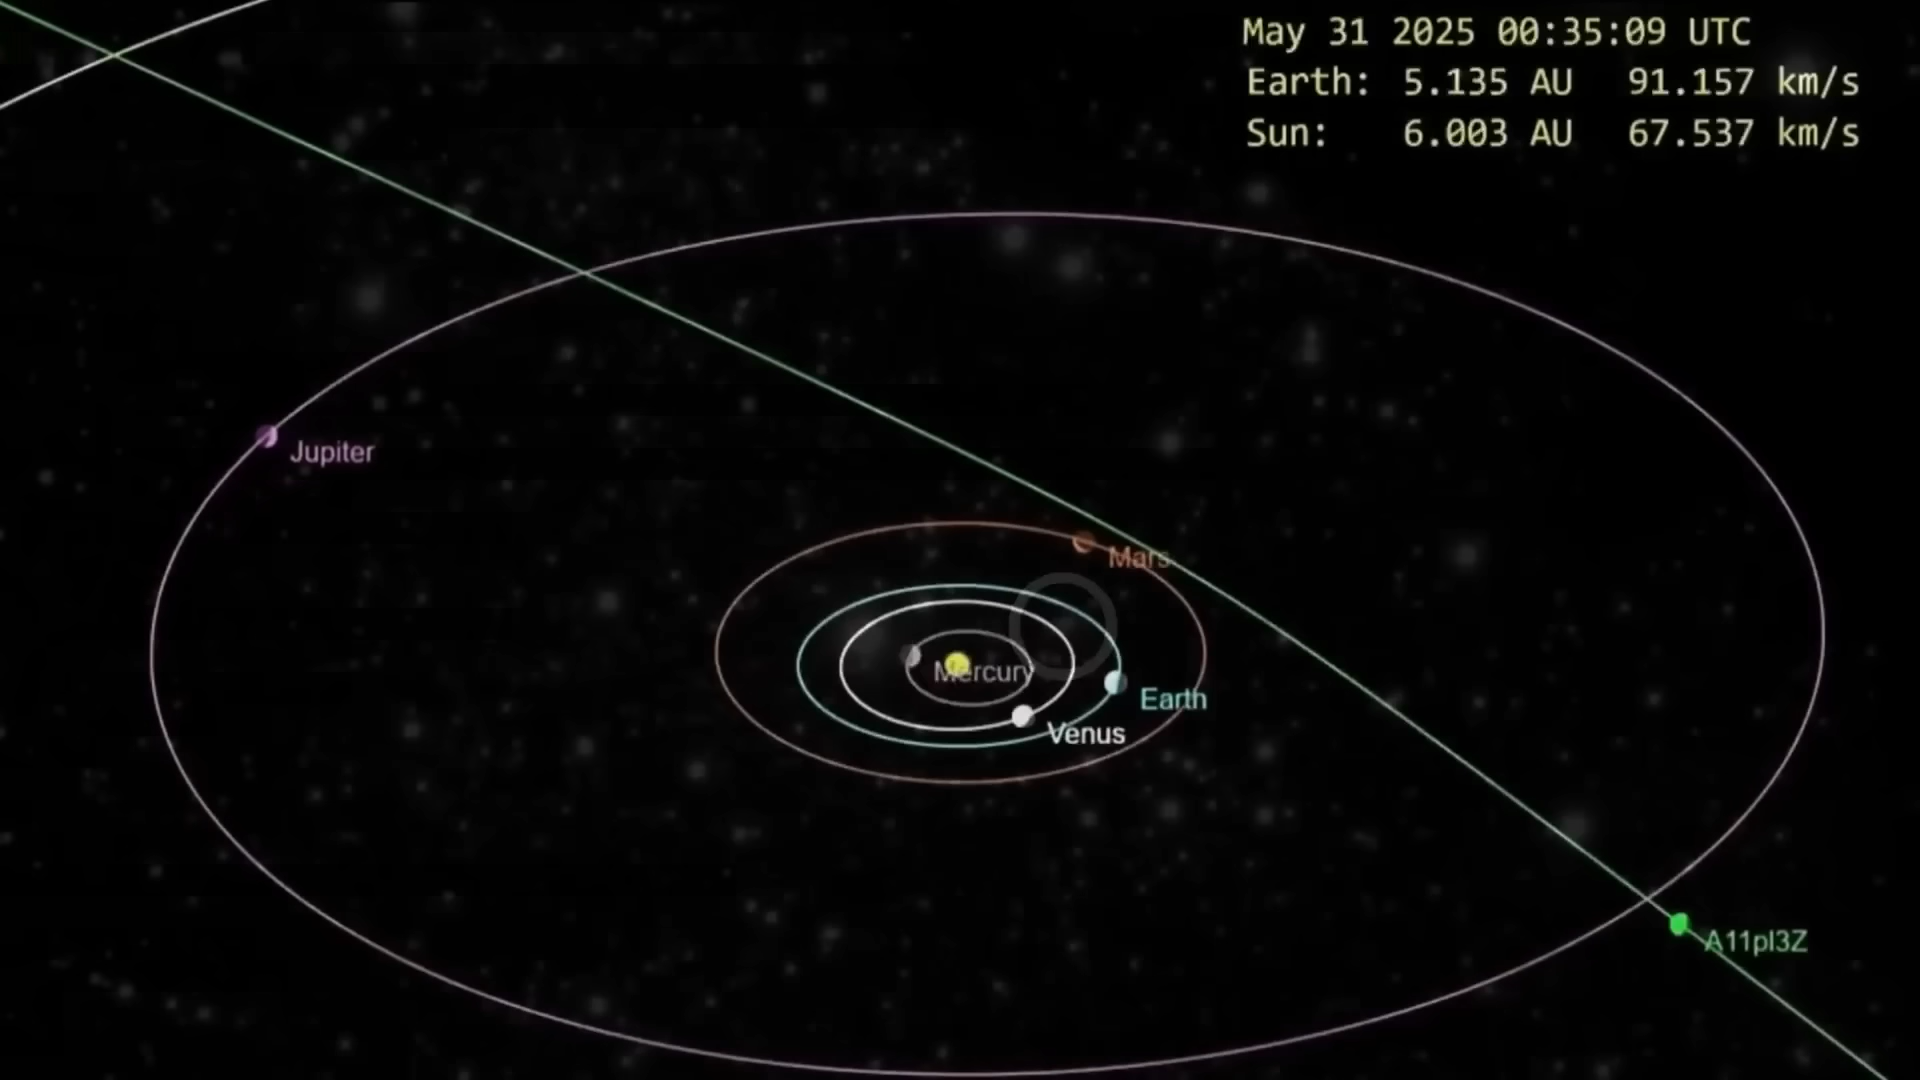 May 31 2025 00:35:09 UTC
Earth: 5.135 AU 91.157 km/s
Sun: 6.003 AU 67.537 km/s
Jupiter
Mars
Mercury
Earth
Venus
A11pl3Z